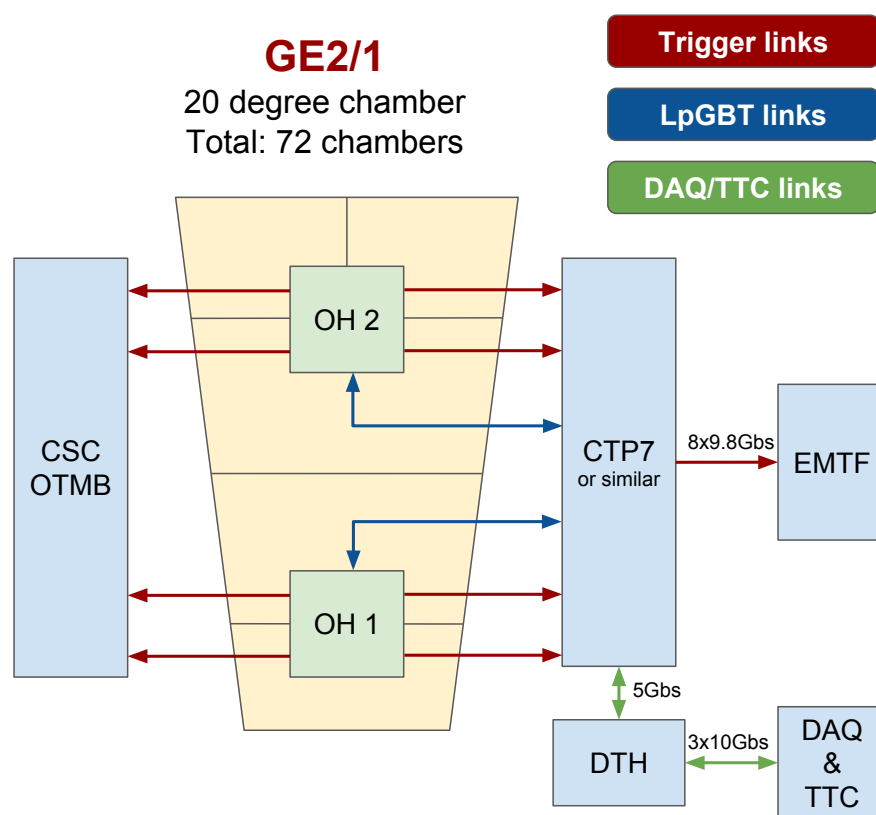 GE2/1
20 degree chamber
Total: 72 chambers
Trigger links
LpGBT links
DAQ/TTC links
CSC
OTMB
OH 2
OH 1
CTP7
or similar
8x9.8Gbs
EMTF
5Gbs
DTH
3x10Gbs
DAQ
&
TTC